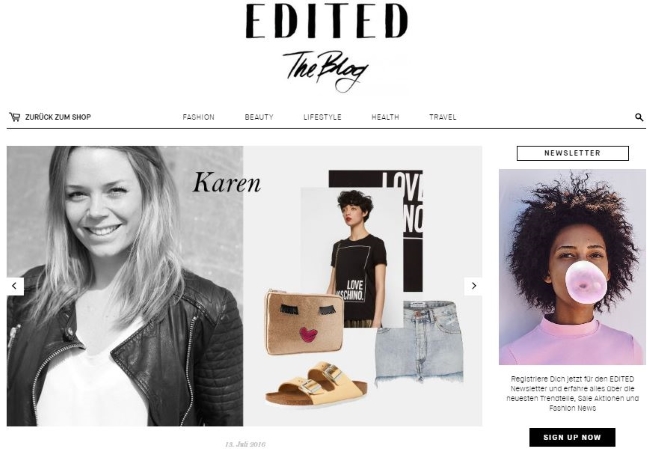 EDITED
The Blog
ZURÜCK ZUM SHOP
FASHION
BEAUTY
LIFESTYLE
HEALTH
TRAVEL
Karen
LOVE
NO
LOVE
SCHINO.
NEWSLETTER
Registriere Dich jetzt für den EDITED
Newsletter und erfahre alles über die
neuesten Trendteile, Sale Aktionen und
Fashion News
SIGN UP NOW
13. Juli 2016